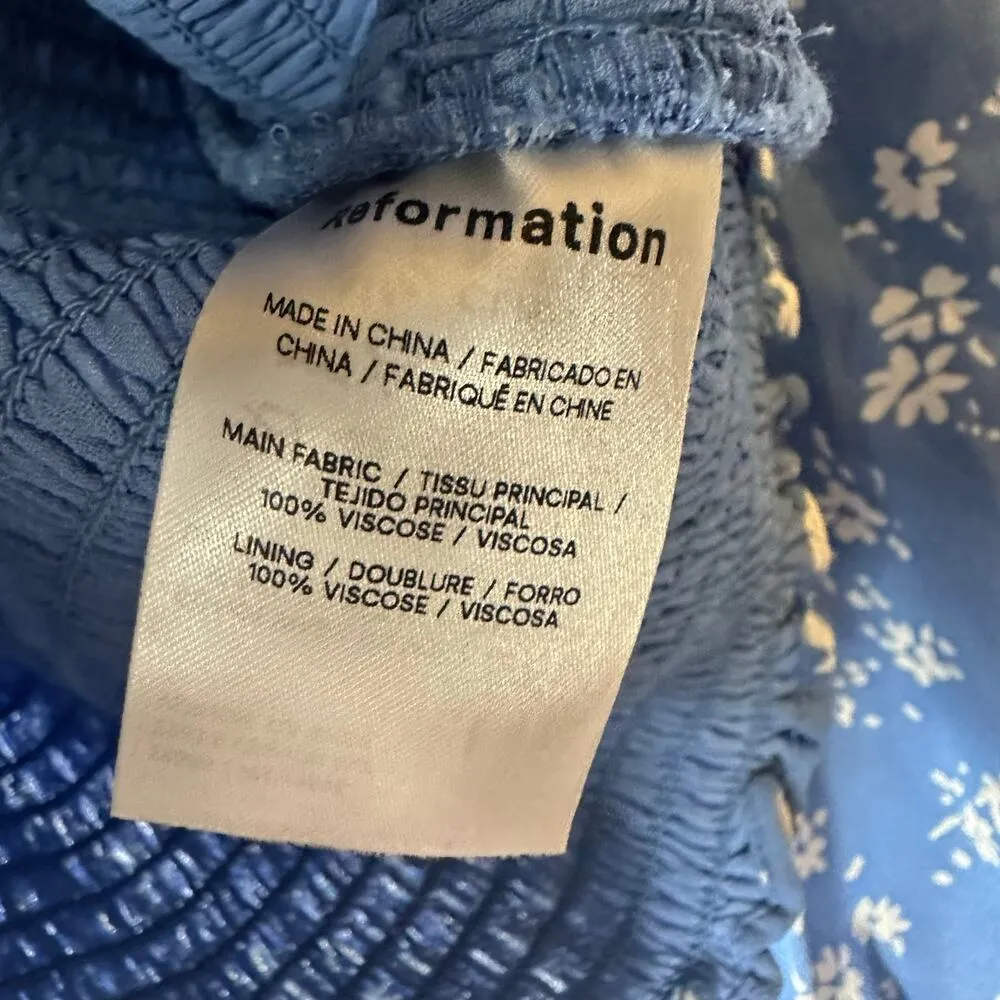 Reformation
MADE IN CHINA / FABRICADO EN
CHINA / FABRIQUÉ EN CHINE
MAIN FABRIC / TISSU PRINCIPAL /
TEJIDO PRINCIPAL
100% VISCOSE / VISCOSA
LINING / DOUBLURE / FORRO
100% VISCOSE / VISCOSA